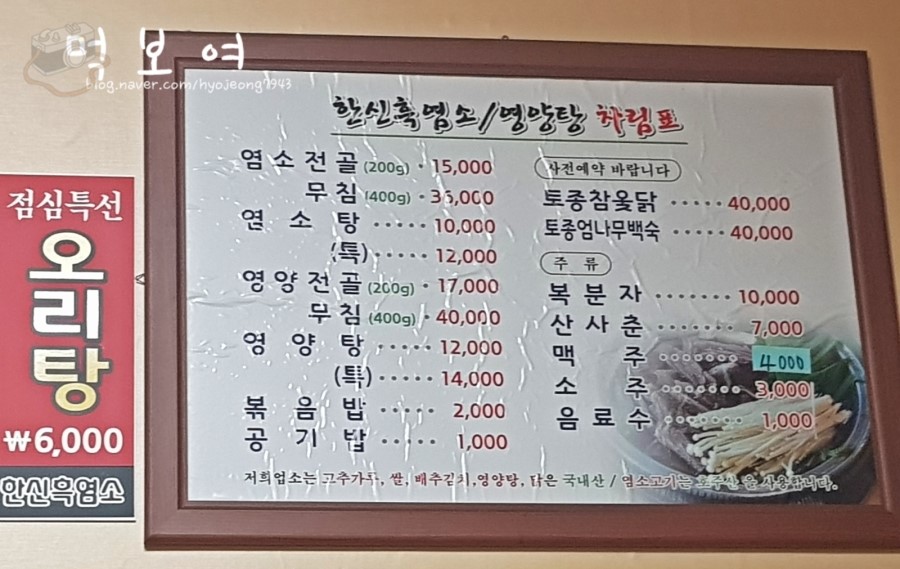 먹보여
blog.naver.com/hyojeong7943
한신흑염소/영양탕 차림표
염소전골 (200g) · 15,000
무침 (400g) · 35,000
염소탕 ····· 10,000
(특) ····· 12,000
영양전골 (200g) · 17,000
무침 (400g) · 40,000
영양탕 ····· 12,000
(특) ····· 14,000
볶음밥 ····· 2,000
공기밥 ····· 1,000
사전예약 바랍니다
토종참옻닭 ····· 40,000
토종엄나무백숙 ····· 40,000
주류
복분자 ······· 10,000
산사춘 ······· 7,000
맥주 ······· 4000
소주 ······· 3,000
음료수 ······· 1,000
저희업소는 고추가루, 쌀, 배추김치, 영양탕, 닭은 국내산 / 염소고기는 호주산 을 사용합니다.
점심특선
오리탕
₩6,000
한신흑염소